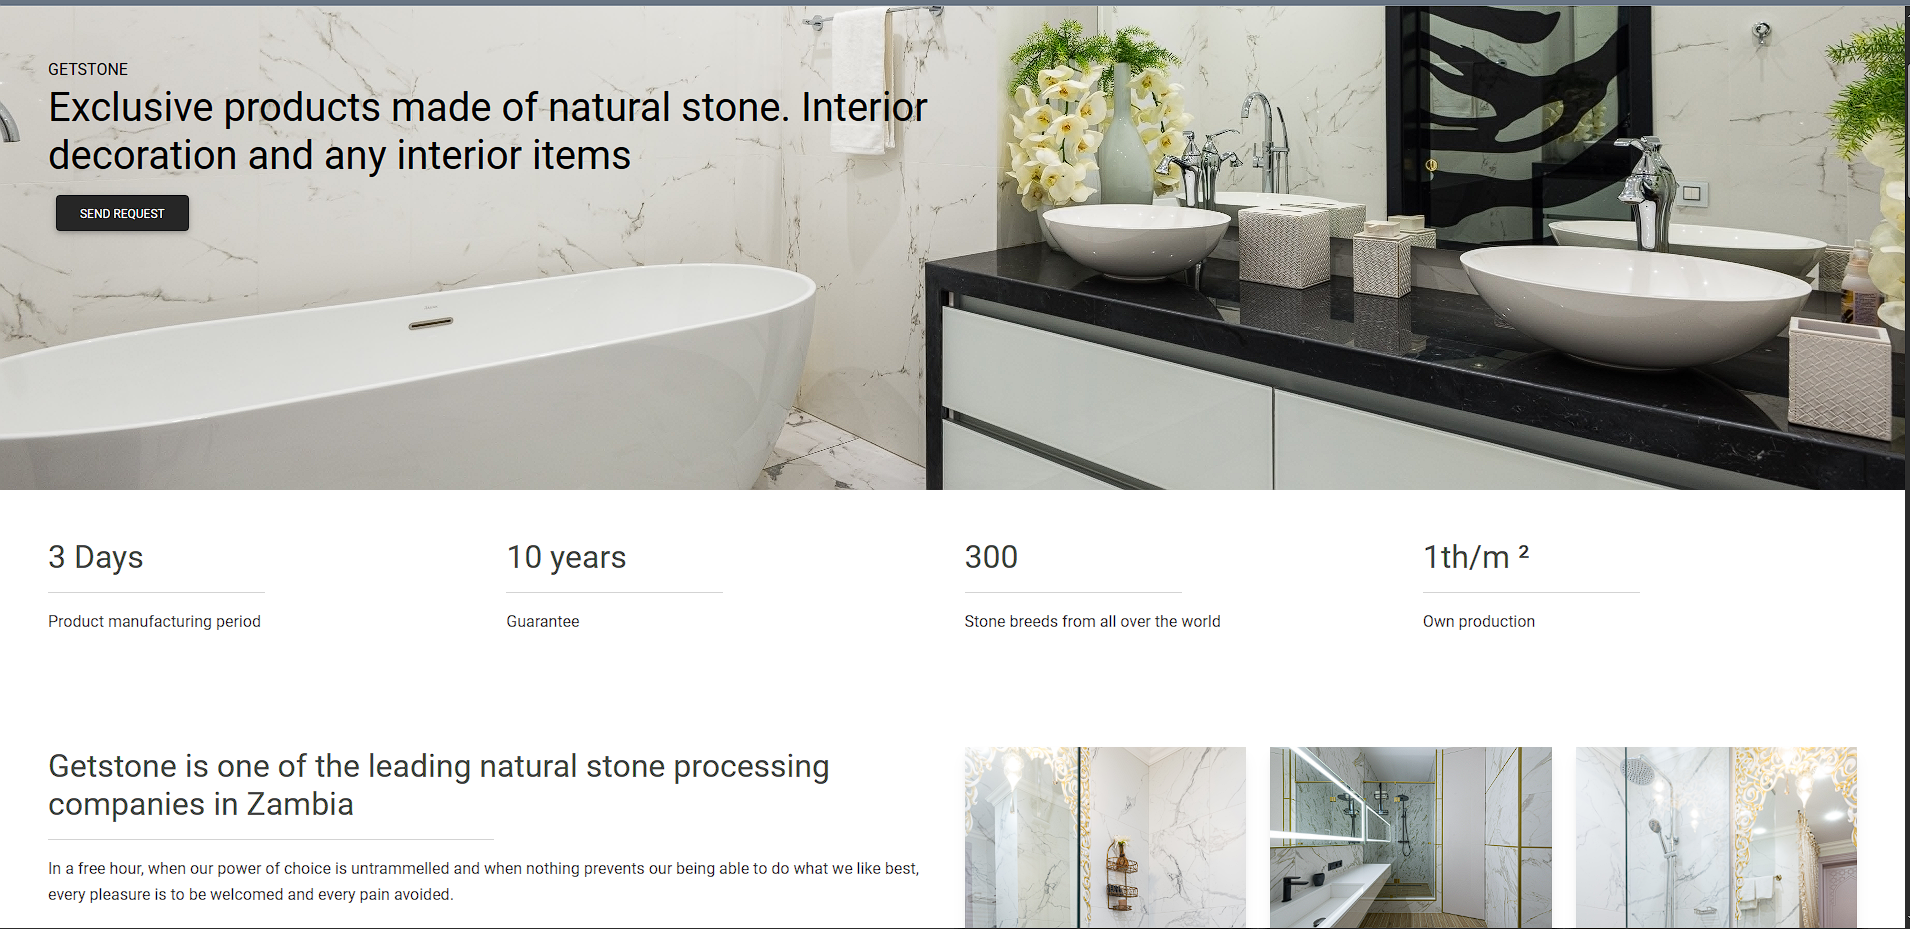 GETSTONE
Exclusive products made of natural stone. Interior
decoration and any interior items
SEND REQUEST
3 Days
10 years
300
1th/m ²
Product manufacturing period
Guarantee
Stone breeds from all over the world
Own production
Getstone is one of the leading natural stone processing
companies in Zambia
In a free hour, when our power of choice is untrammelled and when nothing prevents our being able to do what we like best,
every pleasure is to be welcomed and every pain avoided.